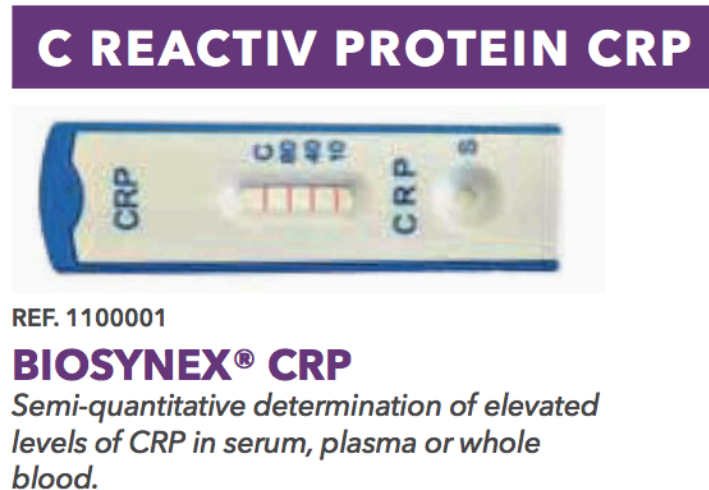 C REACTIV PROTEIN CRP
CRP
C 80 40 10
CRP
S
REF. 1100001
BIOSYNEX® CRP
Semi-quantitative determination of elevated
levels of CRP in serum, plasma or whole
blood.